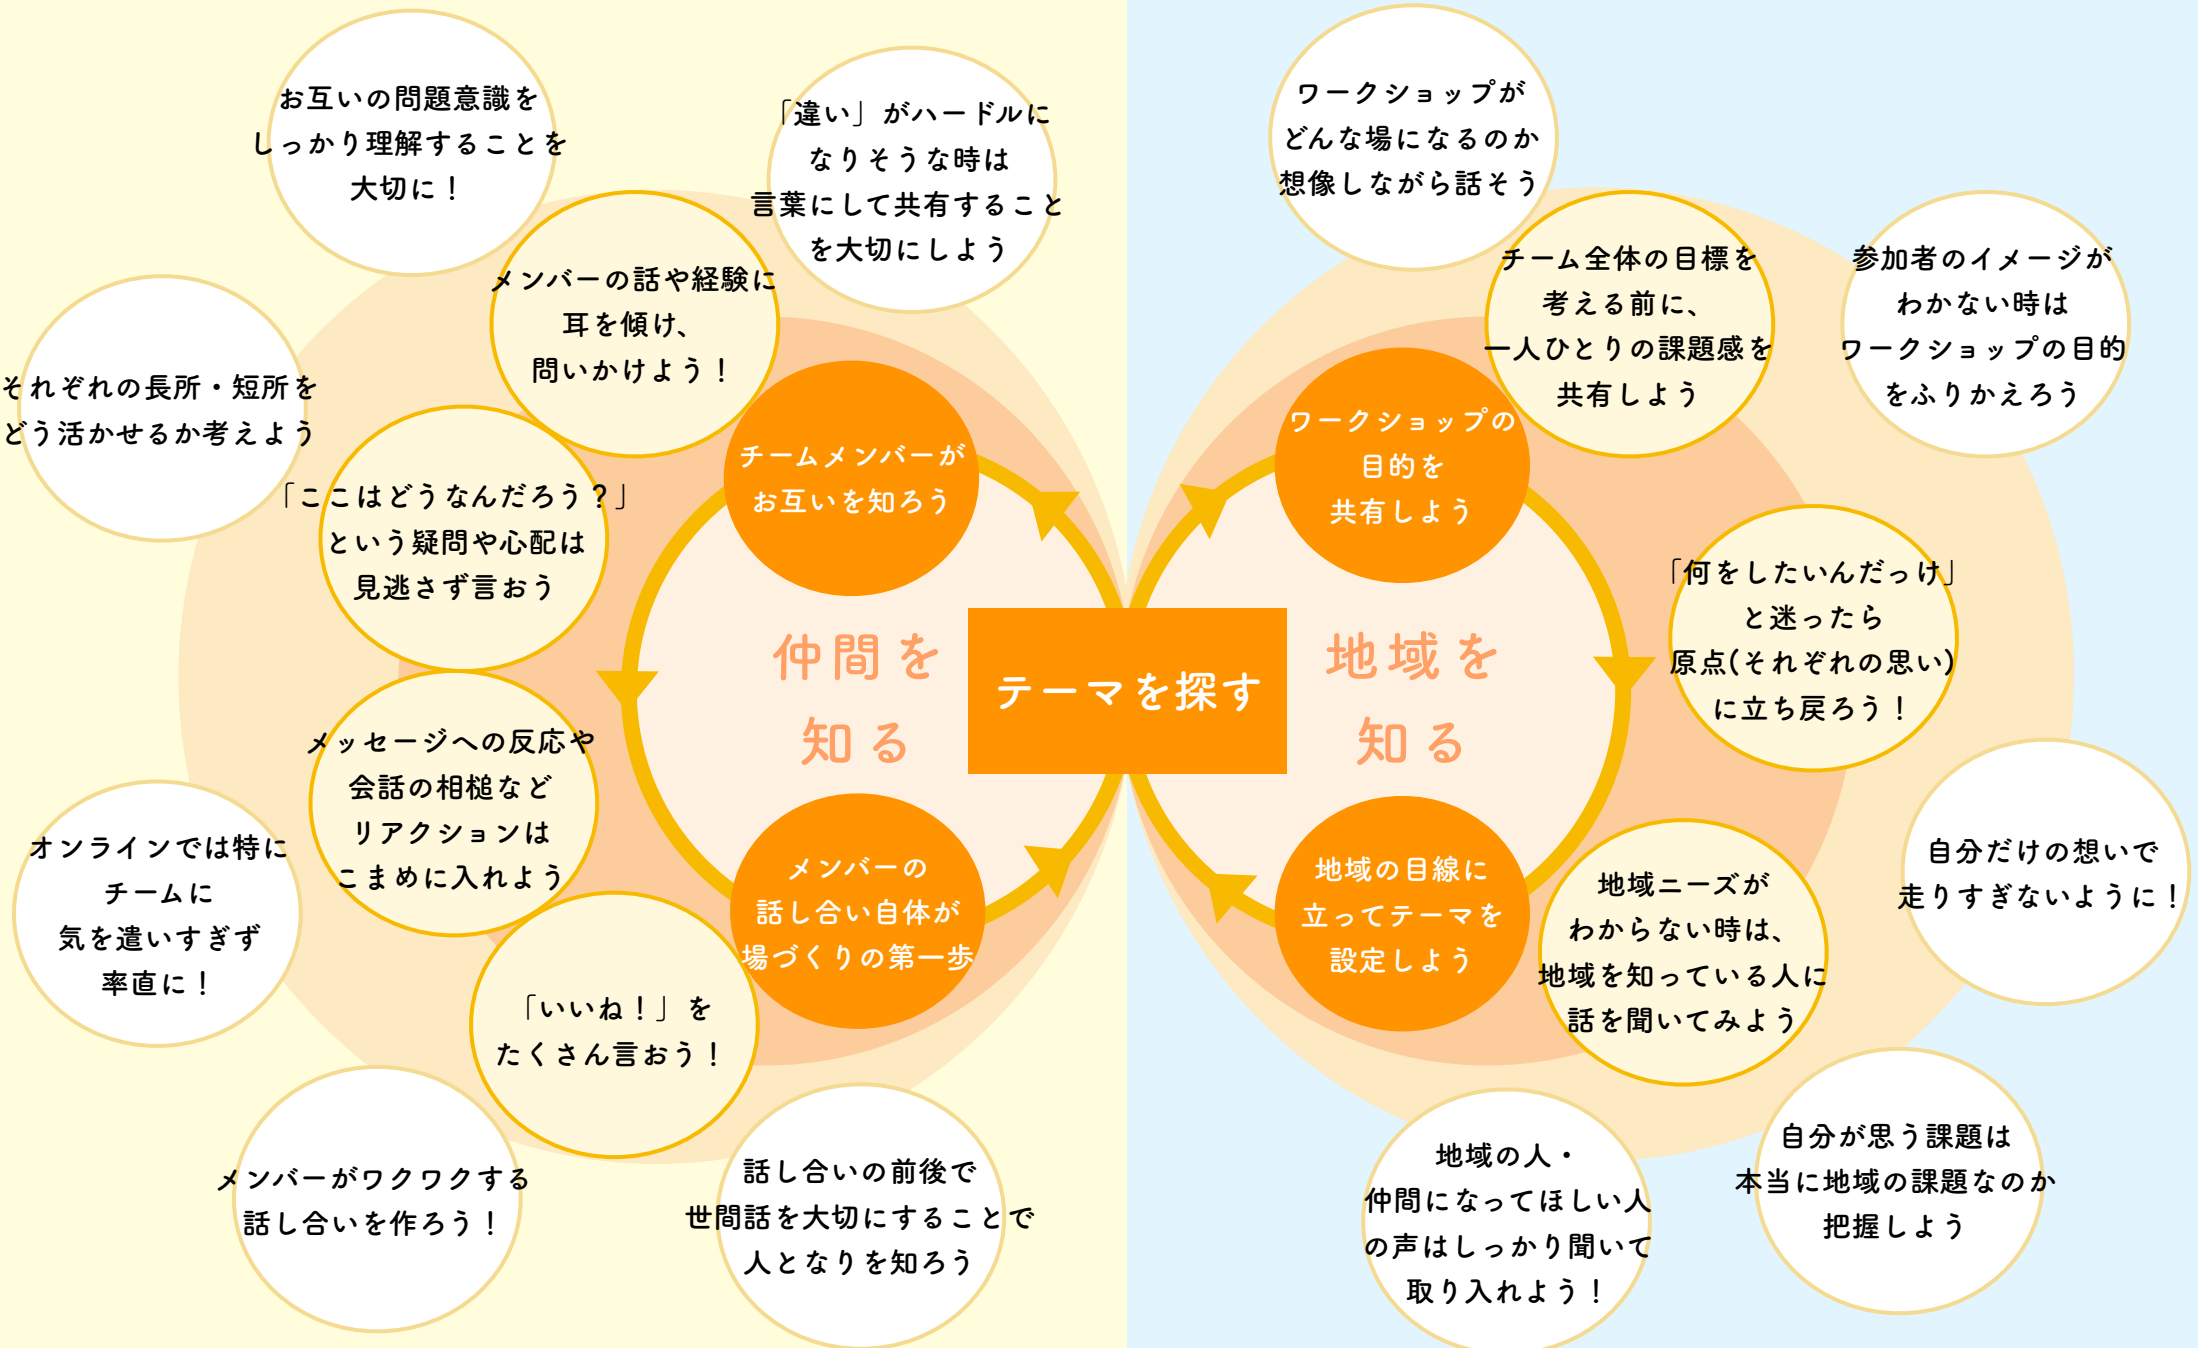 お互いの問題意識を
しっかり理解することを
大切に！
「違い」がハードルに
なりそうな時は
言葉にして共有すること
を大切にしよう
メンバーの話や経験に
耳を傾け、
問いかけよう！
それぞれの長所・短所を
どう活かせるか考えよう
チームメンバーが
お互いを知ろう
「ここはどうなんだろう？」
という疑問や心配は
見逃さず言おう
仲間を
知る
メッセージへの反応や
会話の相槌など
リアクションは
こまめに入れよう
オンラインでは特に
チームに
気を遣いすぎず
率直に！
メンバーの
話し合い自体が
場づくりの第一歩
「いいね！」を
たくさん言おう！
メンバーがワクワクする
話し合いを作ろう！
話し合いの前後で
世間話を大切にすることで
人となりを知ろう
テーマを探す
ワークショップが
どんな場になるのか
想像しながら話そう
チーム全体の目標を
考える前に、
一人ひとりの課題感を
共有しよう
参加者のイメージが
わかない時は
ワークショップの目的
をふりかえろう
ワークショップの
目的を
共有しよう
「何をしたいんだっけ」
と迷ったら
原点(それぞれの思い)
に立ち戻ろう！
地域を
知る
自分だけの想いで
走りすぎないように！
地域の目線に
立ってテーマを
設定しよう
地域ニーズが
わからない時は、
地域を知っている人に
話を聞いてみよう
自分が思う課題は
本当に地域の課題なのか
把握しよう
地域の人・
仲間になってほしい人
の声はしっかり聞いて
取り入れよう！